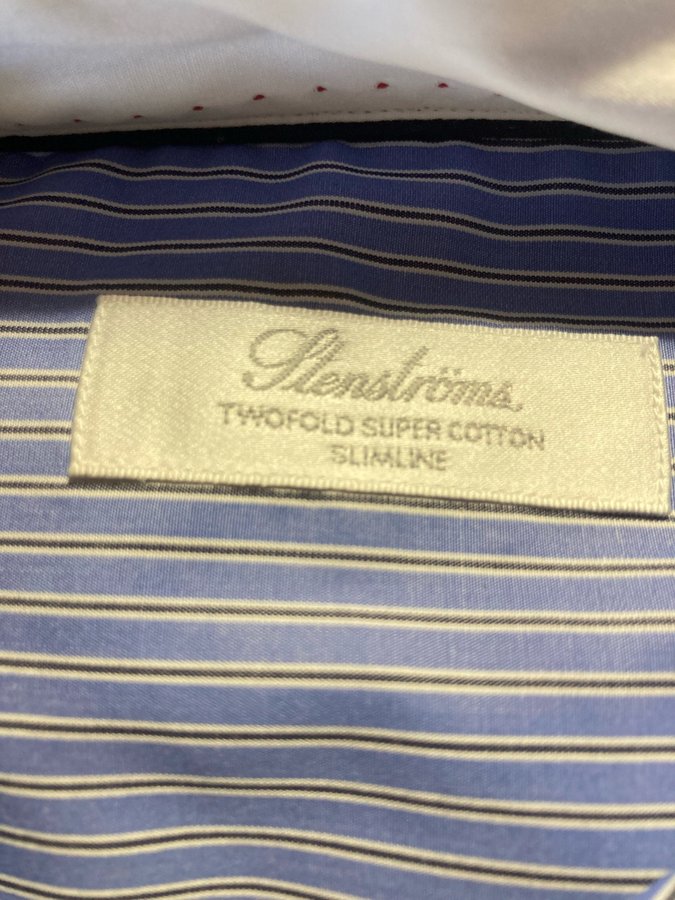 Stenströms
TWOFOLD SUPER COTTON
SLIMLINE